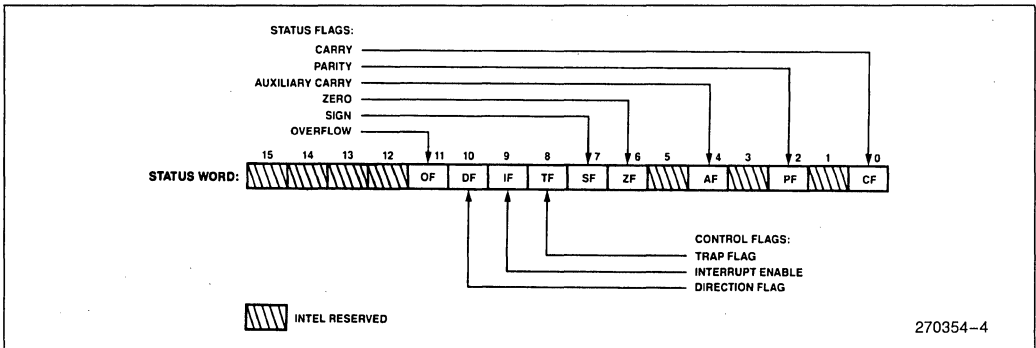 STATUS FLAGS:
CARRY
PARITY
AUXILIARY CARRY
ZERO
SIGN
OVERFLOW
15 14 13 12 11 10 9 8 7 6 5 4 3 2 1 0
STATUS WORD: OF DF IF TF SF ZF AF PF CF
CONTROL FLAGS:
TRAP FLAG
INTERRUPT ENABLE
DIRECTION FLAG
INTEL RESERVED
270354-4